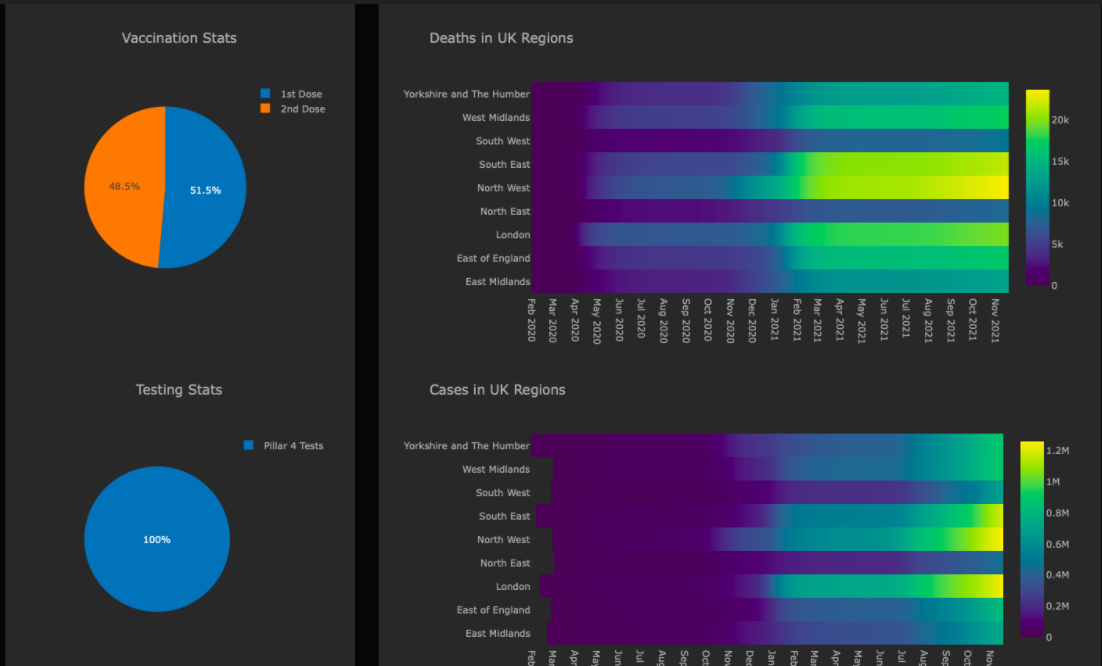 Vaccination Stats
1st Dose
2nd Dose
48.5%
51.5%
Testing Stats
Pillar 4 Tests
100%
Deaths in UK Regions
Yorkshire and The Humber
West Midlands
South West
South East
North West
North East
London
East of England
East Midlands
20k
15k
10k
5k
0
Feb 2020
Mar 2020
Apr 2020
May 2020
Jun 2020
Jul 2020
Aug 2020
Sep 2020
Oct 2020
Nov 2020
Dec 2020
Jan 2021
Feb 2021
Mar 2021
Apr 2021
May 2021
Jun 2021
Jul 2021
Aug 2021
Sep 2021
Oct 2021
Nov 2021
Cases in UK Regions
Yorkshire and The Humber
West Midlands
South West
South East
North West
North East
London
East of England
East Midlands
1.2M
1M
0.8M
0.6M
0.4M
0.2M
0
Feb
Mar
Apr
May
Jun
Jul
Aug
Sep
Oct
Nov
Dec
Jan
Feb
Mar
Apr
May
Jun
Jul
Aug
Sep
Oct
Nov